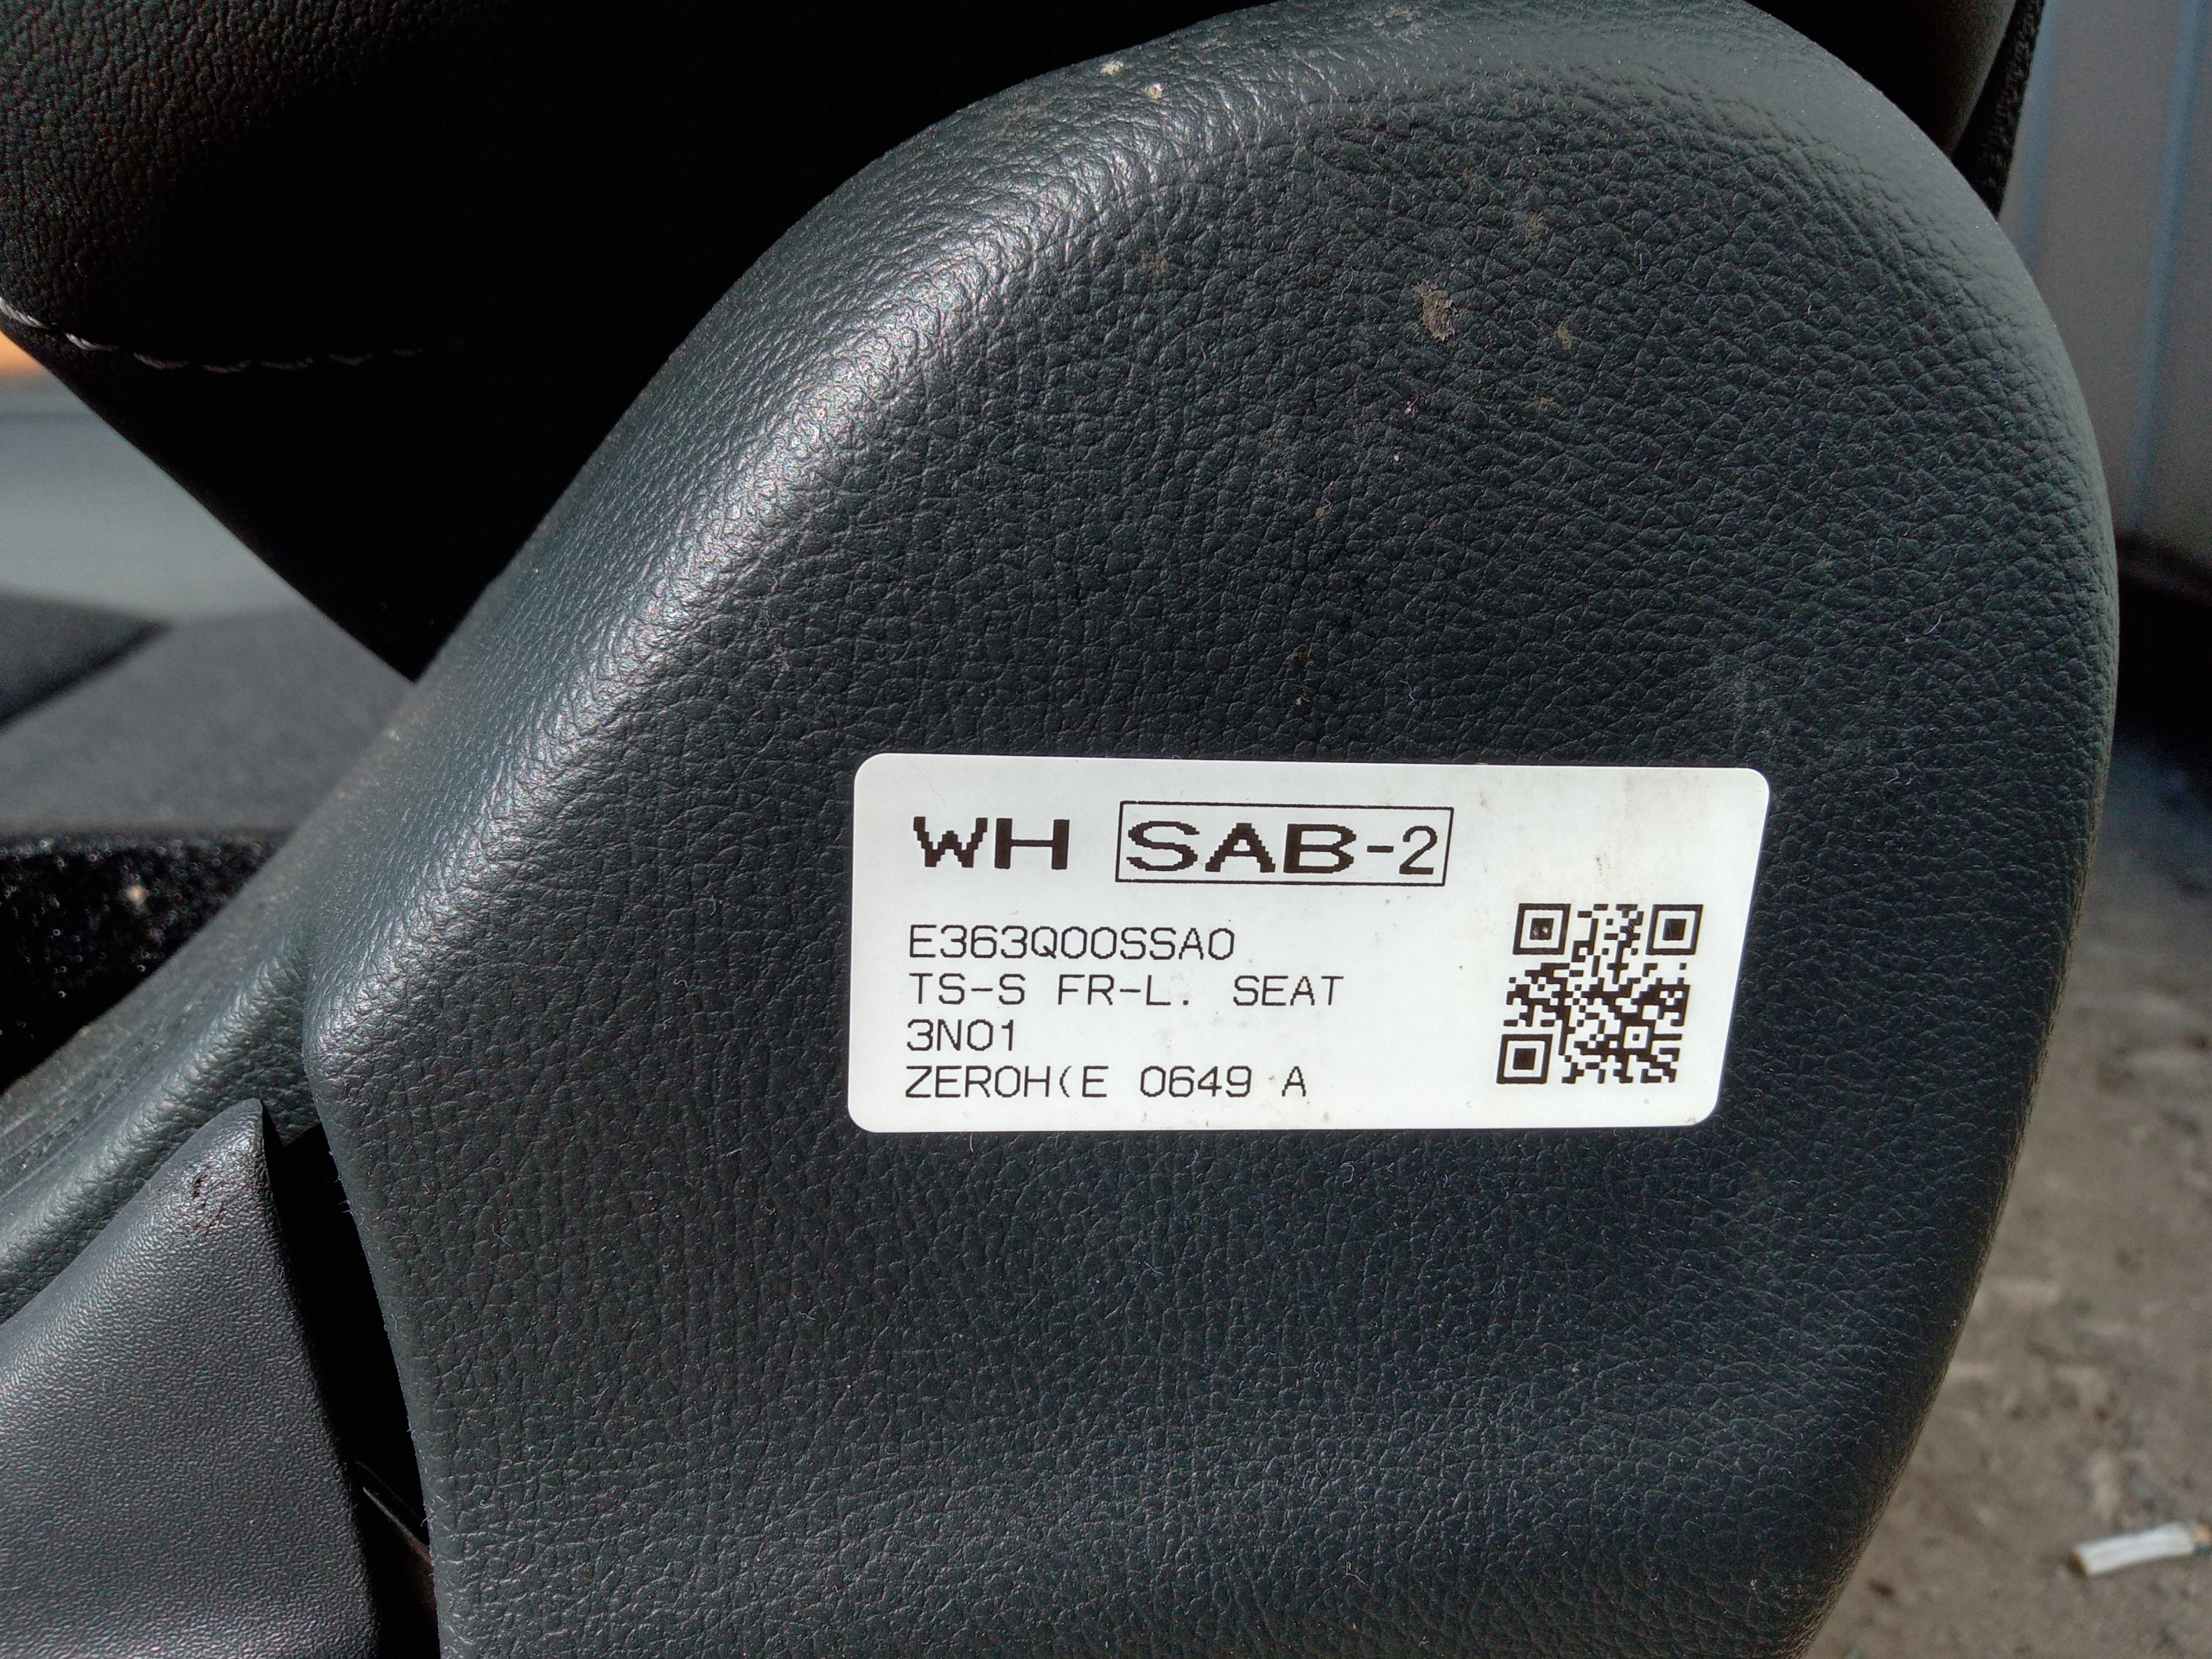 WH SAB-2
E363Q00SSA0
TS-S FR-L. SEAT
3N01
ZEROH(E 0649 A